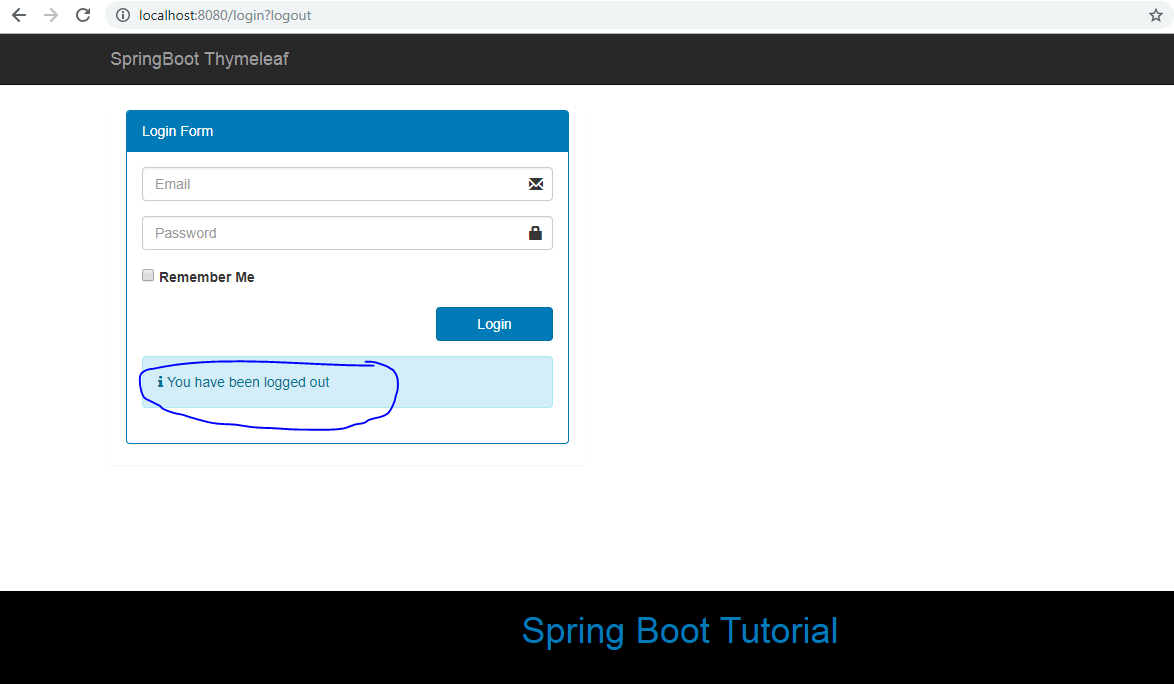 localhost:8080/login?logout
SpringBoot Thymeleaf
Login Form
Email
Password
Remember Me
Login
You have been logged out
Spring Boot Tutorial